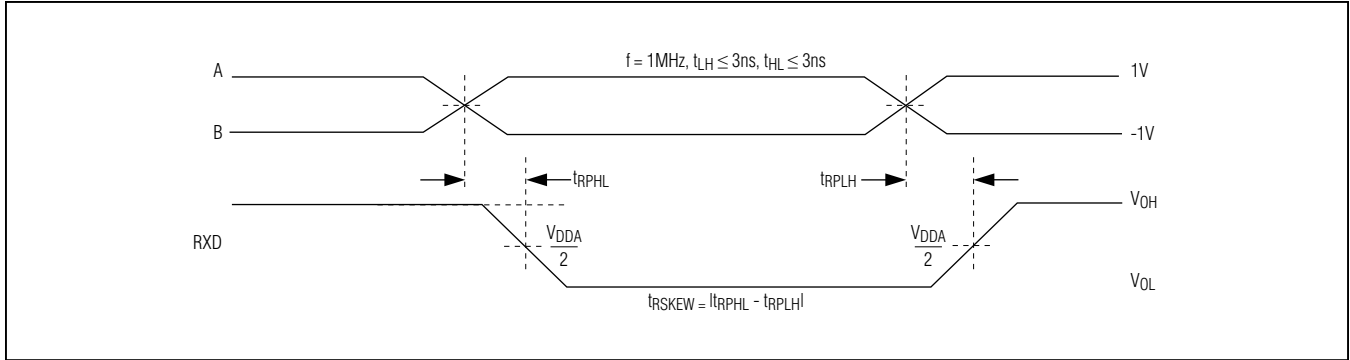 A
f = 1MHz, tLH ≤ 3ns, tHL ≤ 3ns
1V
B
-1V
tRPHL
tRPLH
VOH
RXD
VDDA
2
VDDA
2
VOL
tRSKEW = |tRPHL - tRPLH|